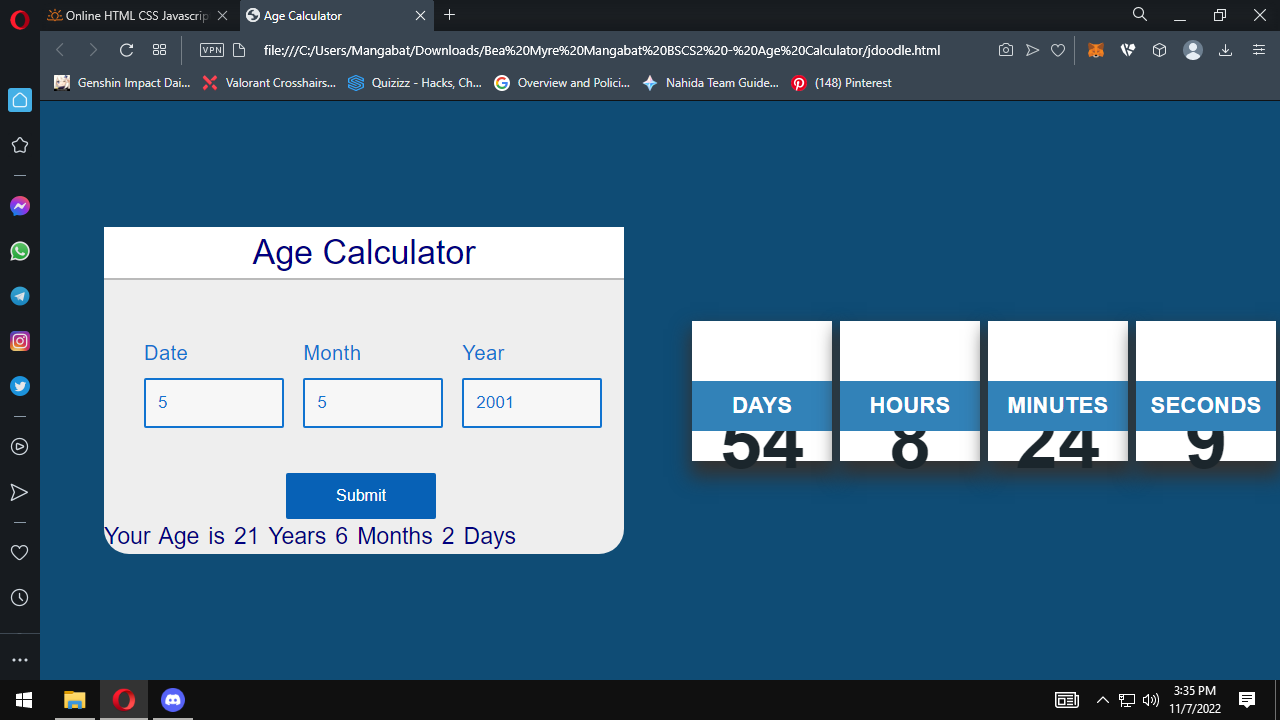 Online HTML CSS Javascrip
Age Calculator
VPN
file:///C:/Users/Mangabat/Downloads/Bea%20Myre%20Mangabat%20BSCS2%20-%20Age%20Calculator/jdoodle.html
Genshin Impact Dai... Valorant Crosshairs... Quizizz - Hacks, Ch... Overview and Polici... Nahida Team Guide... (148) Pinterest
Age Calculator
Date Month Year
5 5 2001
Submit
Your Age is 21 Years 6 Months 2 Days
DAYS HOURS MINUTES SECONDS
54 8 24 9
3:35 PM
11/7/2022